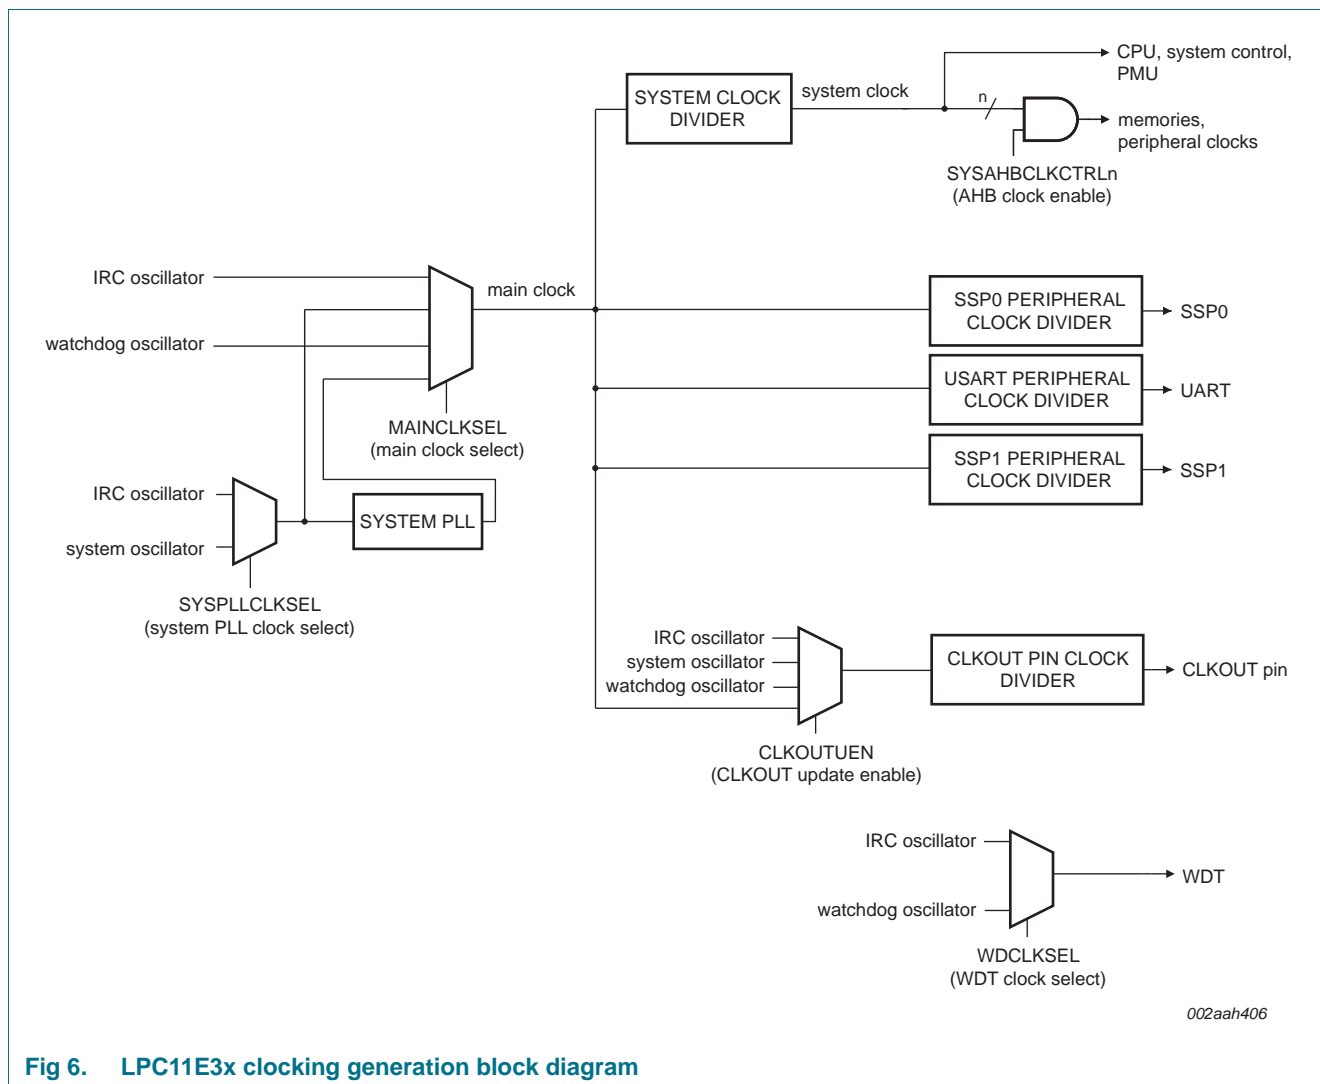 CPU, system control,
PMU
SYSTEM CLOCK
DIVIDER
system clock
n
memories,
peripheral clocks
SYSAHBCLKCTRLn
(AHB clock enable)
IRC oscillator
main clock
watchdog oscillator
MAINCLKSEL
(main clock select)
SSP0 PERIPHERAL
CLOCK DIVIDER
SSP0
USART PERIPHERAL
CLOCK DIVIDER
UART
SSP1 PERIPHERAL
CLOCK DIVIDER
SSP1
IRC oscillator
system oscillator
SYSTEM PLL
SYSPLLCLKSEL
(system PLL clock select)
IRC oscillator
system oscillator
watchdog oscillator
CLKOUT PIN CLOCK
DIVIDER
CLKOUT pin
CLKOUTUEN
(CLKOUT update enable)
IRC oscillator
watchdog oscillator
WDT
WDCLKSEL
(WDT clock select)
002aah406
Fig 6. LPC11E3x clocking generation block diagram